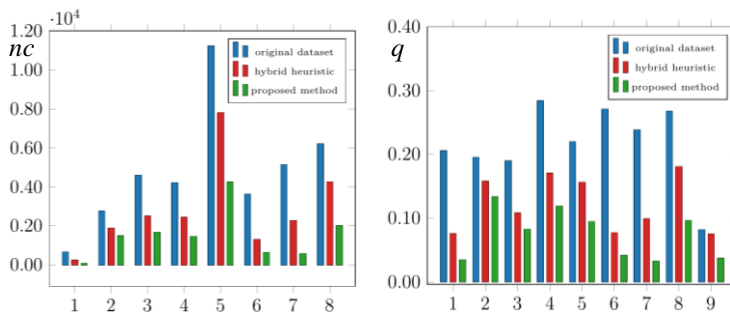 ·10⁴
nc
1.20
1.00
0.80
0.60
0.40
0.20
0.00
original dataset
hybrid heuristic
proposed method
1 2 3 4 5 6 7 8
q
0.40
0.30
0.20
0.10
0.00
original dataset
hybrid heuristic
proposed method
1 2 3 4 5 6 7 8 9